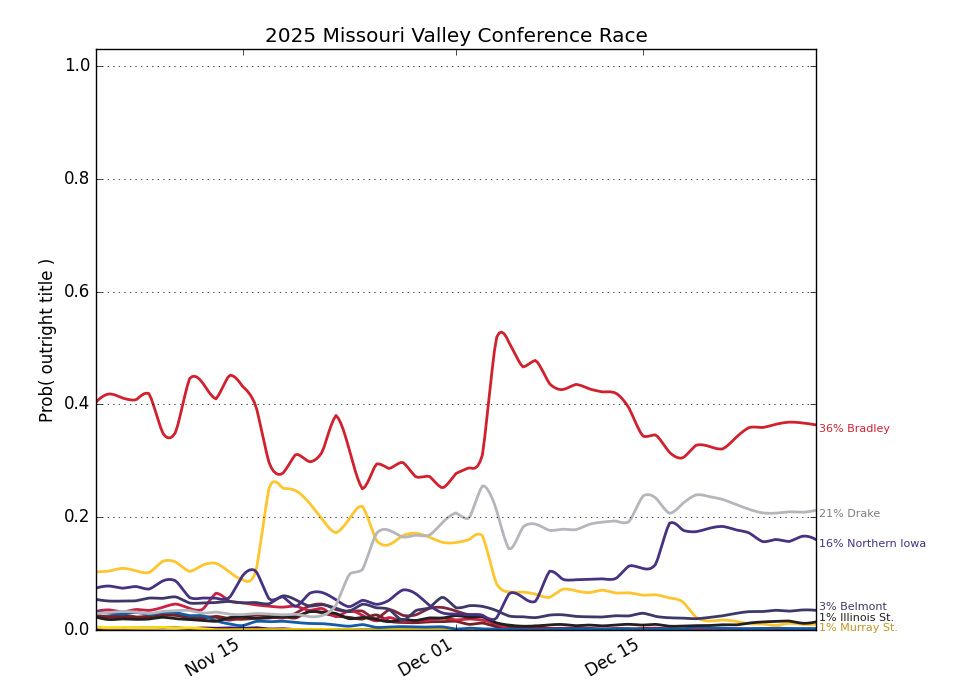 2025 Missouri Valley Conference Race
1.0
0.8
0.6
0.4
0.2
0.0
Prob( outright title )
36% Bradley
21% Drake
16% Northern Iowa
3% Belmont
1% Illinois St.
1% Murray St.
Nov 15
Dec 01
Dec 15